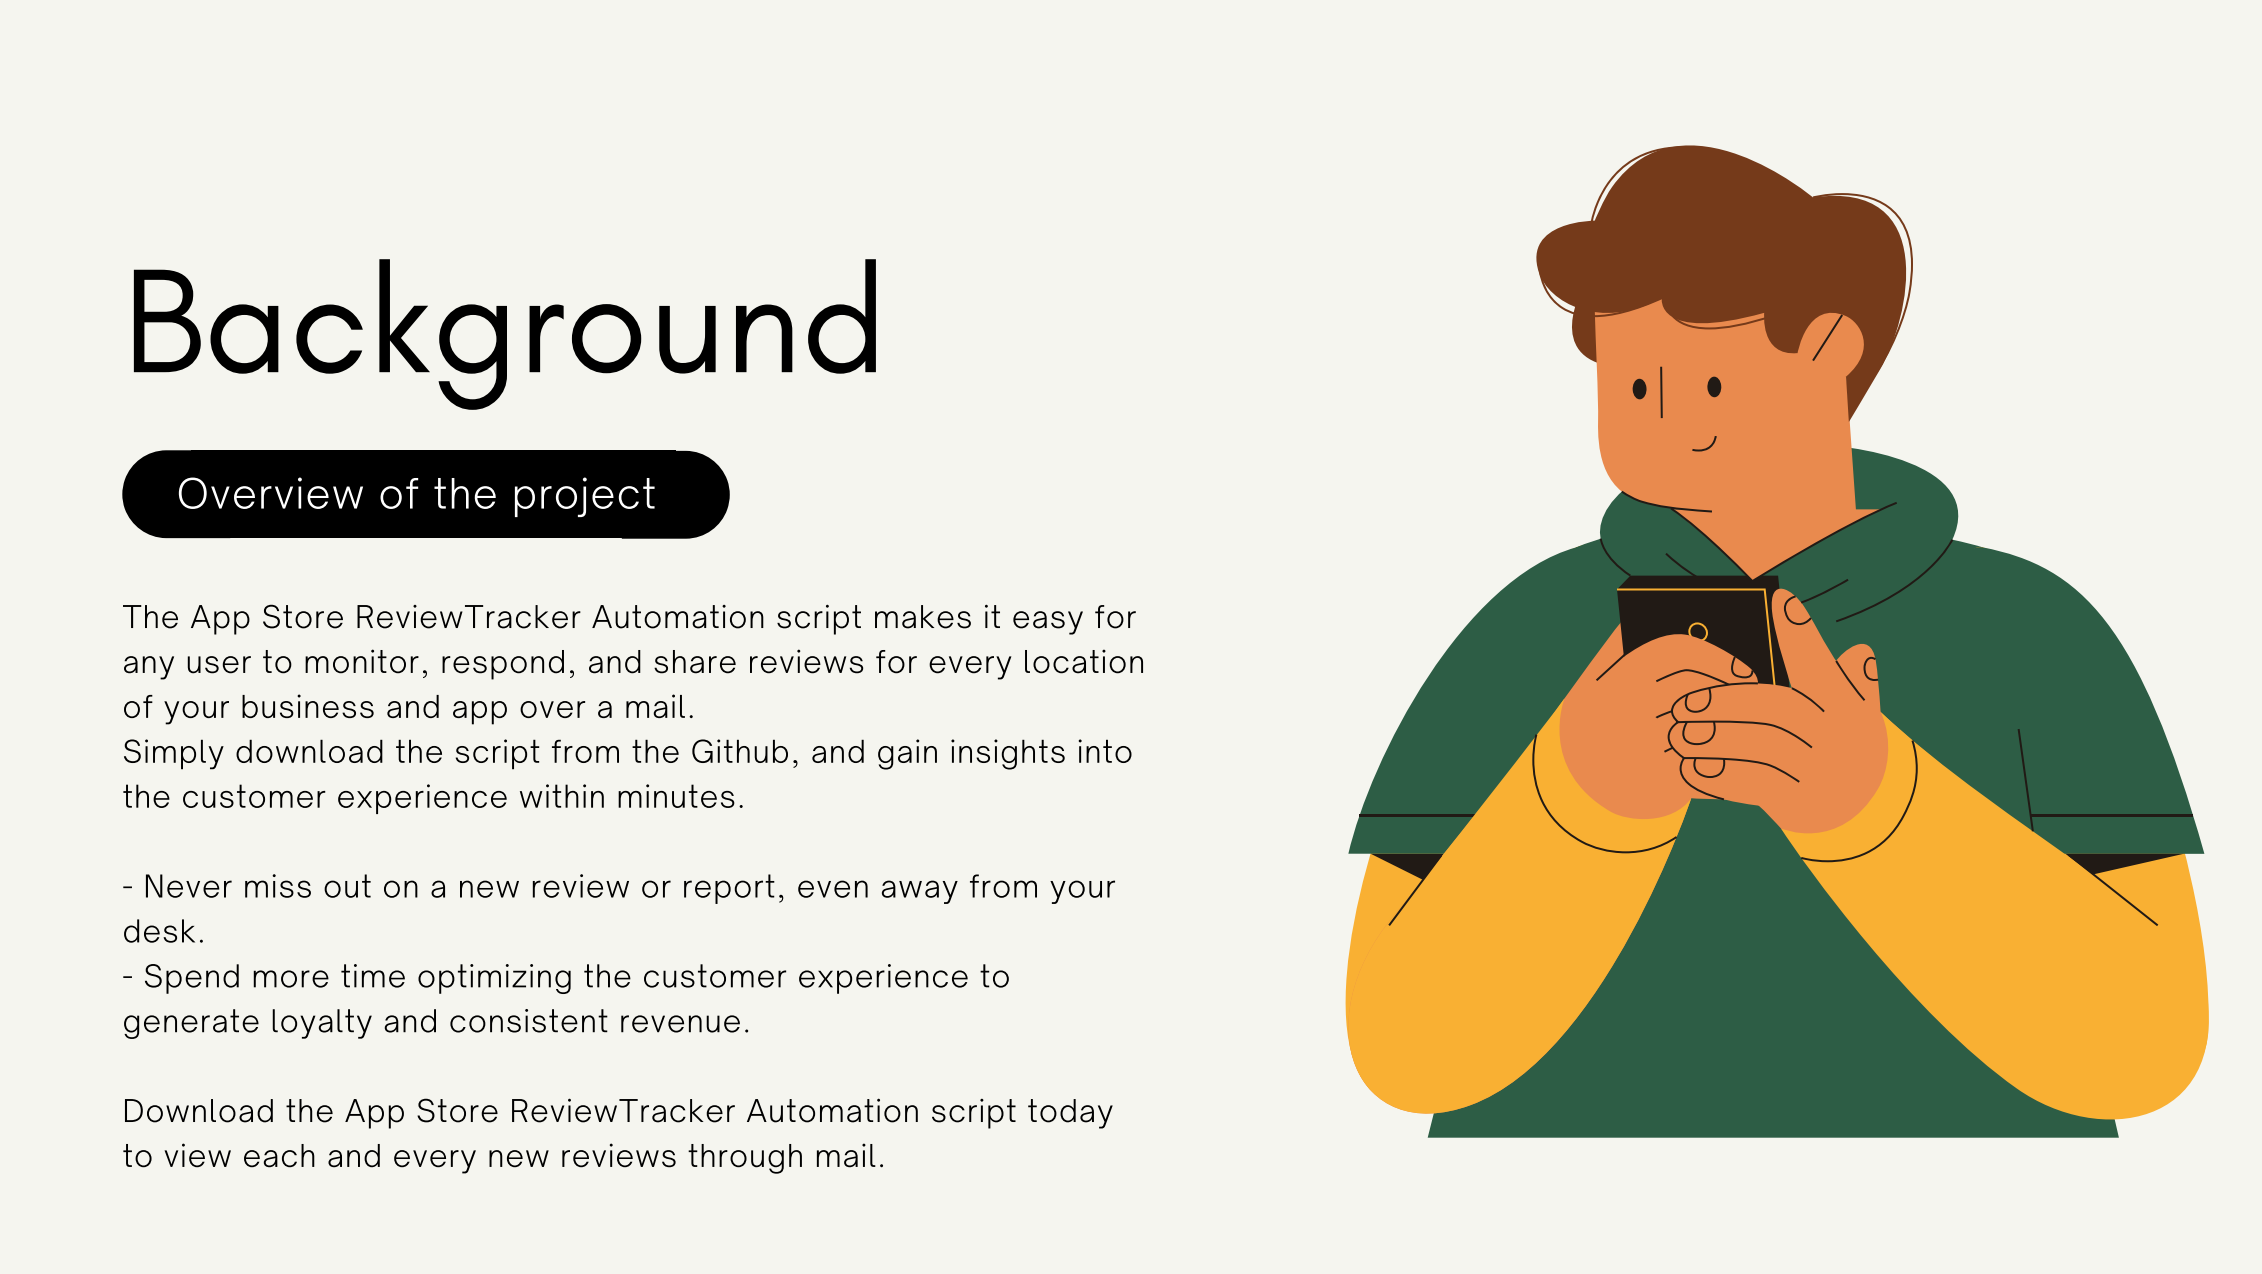 Background
Overview of the project
The App Store ReviewTracker Automation script makes it easy for
any user to monitor, respond, and share reviews for every location
of your business and app over a mail.
Simply download the script from the Github, and gain insights into
the customer experience within minutes.
- Never miss out on a new review or report, even away from your
desk.
- Spend more time optimizing the customer experience to
generate loyalty and consistent revenue.
Download the App Store ReviewTracker Automation script today
to view each and every new reviews through mail.